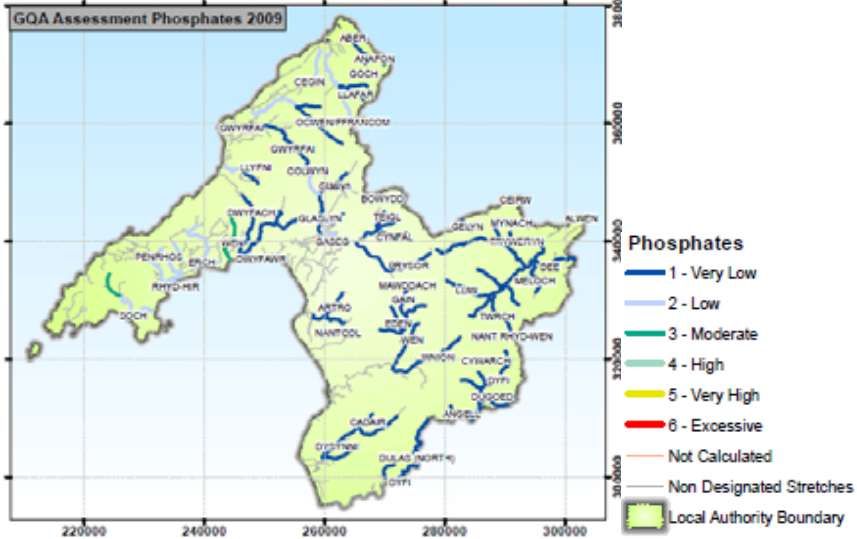 GQA Assessment Phosphates 2009
ABER
ANAFON
GOCH
CEGIN
LLAFAR
GWYRFAI
OGWEN/FFRANCOM
GWYRFAI
LLYFNI
COLWYN
Glaslyn
BOWYDD
CEIRW
DWYFACH
GLASLYN
TEIGL
GELYN
MYNACH
ALWEN
CYNFAL
TRYWERYN
PENRHOS
ERCH
DWYFAWR
PRYSOR
DEE
RHYD-HIR
MAWDDACH
MELOCH
SOCH
ARTRO
GAIN
TWRCH
EDEN
NANTCOL
WEN
NANT RHYD-WEN
WNION
CYWARCH
DYFI
DUGOED
CADAIR
ANGELL
DYSYNNI
DULAS (NORTH)
DYFI
360000
340000
320000
300000
220000
240000
260000
280000
300000
Phosphates
1 - Very Low
2 - Low
3 - Moderate
4 - High
5 - Very High
6 - Excessive
Not Calculated
Non Designated Stretches
Local Authority Boundary